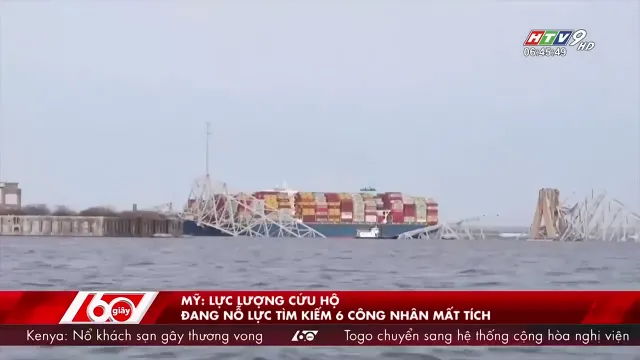 HTV9 HD
06:45:49
60 giây
MỸ: LỰC LƯỢNG CỨU HỘ
ĐANG NỖ LỰC TÌM KIẾM 6 CÔNG NHÂN MẤT TÍCH
Kenya: Nổ khách sạn gây thương vong 60 Togo chuyển sang hệ thống cộng hòa nghị viện